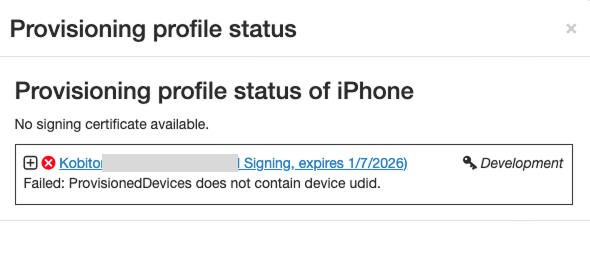 Provisioning profile status
×
Provisioning profile status of iPhone
No signing certificate available.
Kobito Signing, expires 1/7/2026) Development
Failed: ProvisionedDevices does not contain device udid.